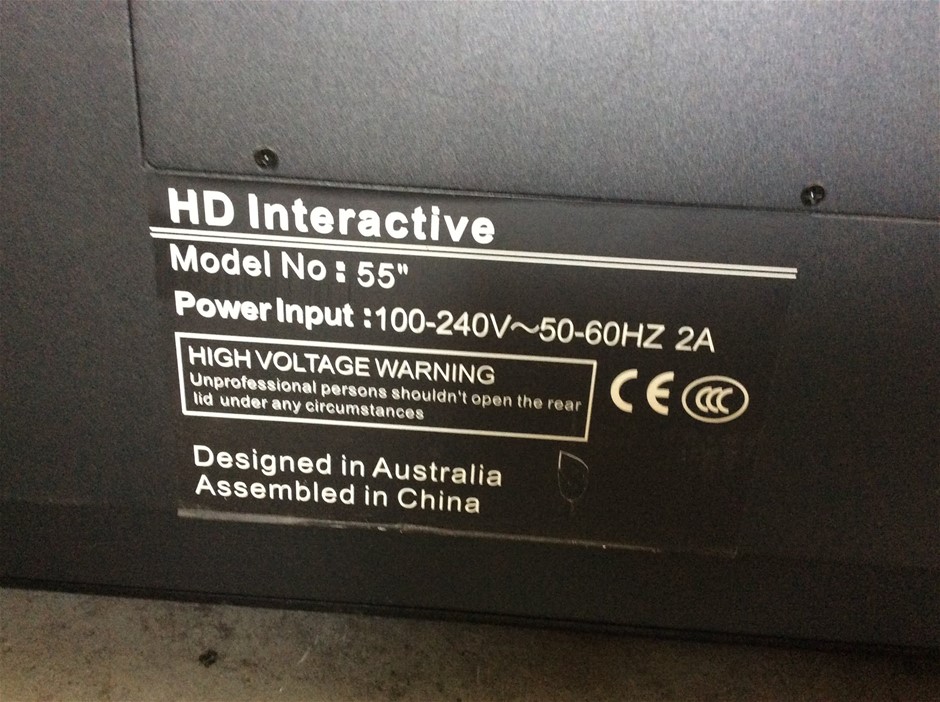 HD Interactive
Model No : 55"
Power Input :100-240V～50-60HZ 2A
HIGH VOLTAGE WARNING
Unprofessional persons shouldn't open the rear
lid under any circumstances
CE CCC
Designed in Australia
Assembled in China